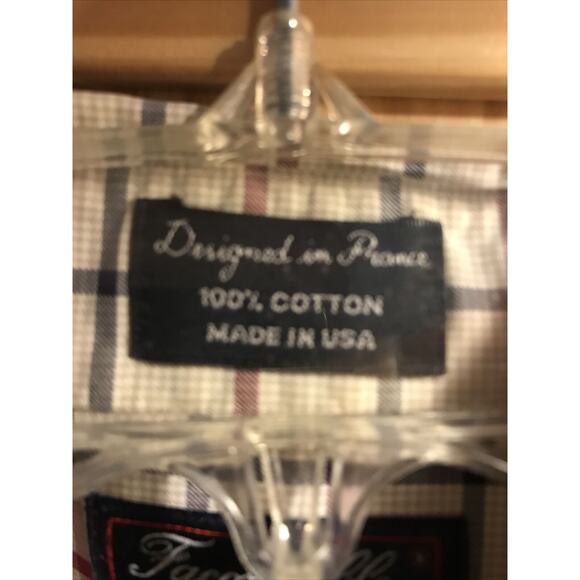 Designed in France
100% COTTON
MADE IN USA